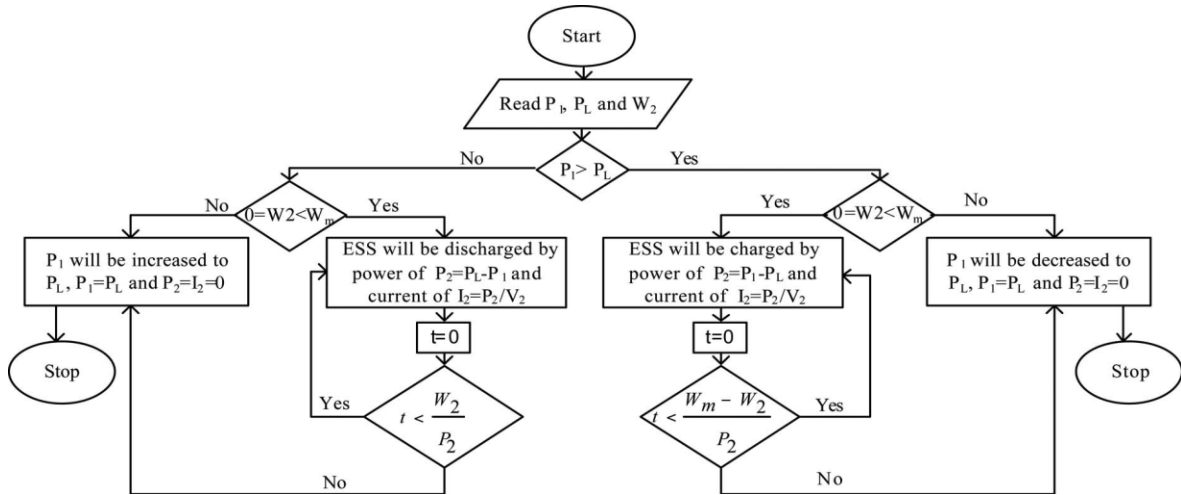 Start
Read P₁, P_L and W₂
P₁> P_L
No
Yes
0=W2<W_m
No
Yes
0=W2<W_m
Yes
No
P₁ will be increased to
P_L, P₁=P_L and P₂=I₂=0
ESS will be discharged by
power of P₂=P_L-P₁ and
current of I₂=P₂/V₂
ESS will be charged by
power of P₂=P₁-P_L and
current of I₂=P₂/V₂
P₁ will be decreased to
P_L, P₁=P_L and P₂=I₂=0
t=0
t=0
Stop
Stop
t < W₂/P₂
Yes
No
t < W_m − W₂/P₂
Yes
No